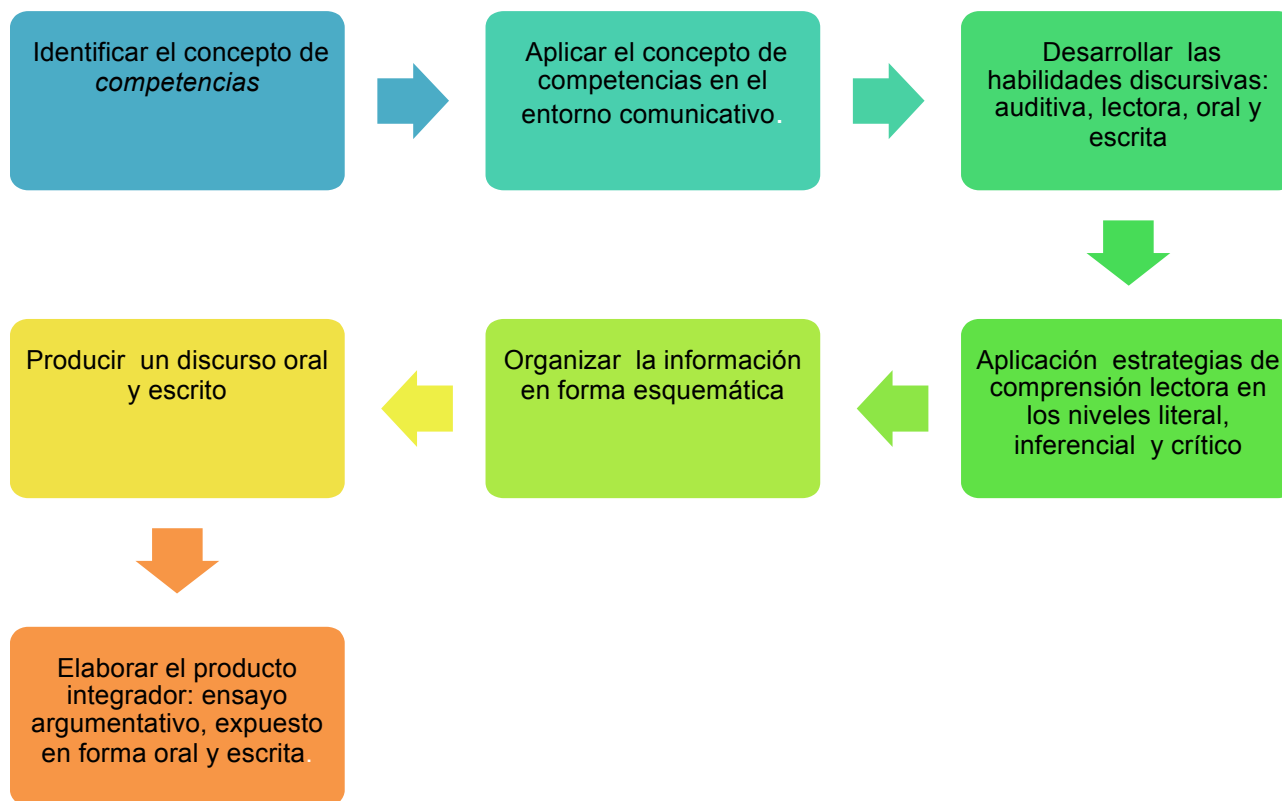 Identificar el concepto de
competencias
Aplicar el concepto de
competencias en el
entorno comunicativo.
Desarrollar  las
habilidades discursivas:
auditiva, lectora, oral y
escrita
Aplicación  estrategias de
comprensión lectora en
los niveles literal,
inferencial  y crítico
Organizar  la información
en forma esquemática
Producir  un discurso oral
y escrito
Elaborar el producto
integrador: ensayo
argumentativo, expuesto
en forma oral y escrita.